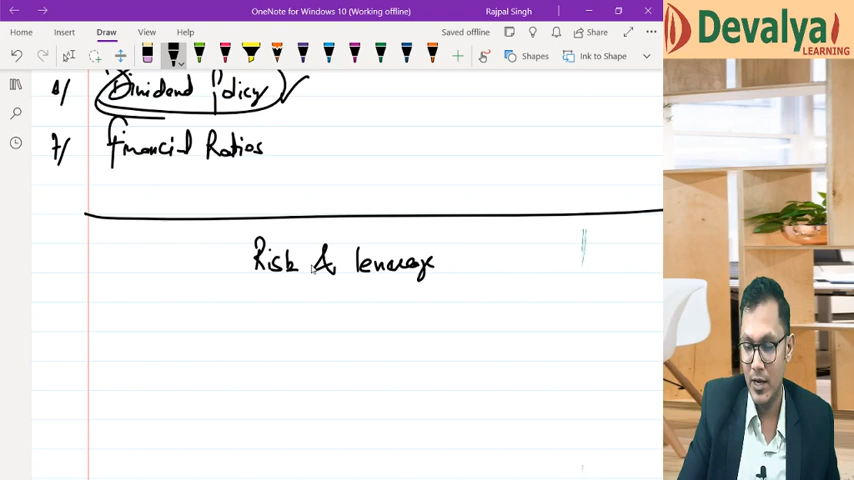 OneNote for Windows 10 (Working offline)
Rajpal Singh
Home Insert Draw View Help Saved offline Share
Shapes Ink to Shape
Dividend Policy
7/ Financial Ratios
Risk & leverage
Devalya
LEARNING